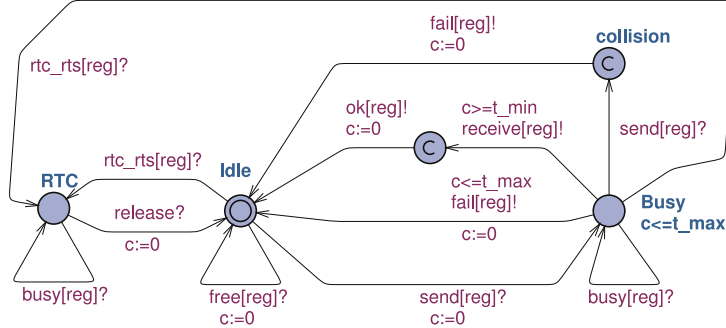 fail[reg]!
c:=0
collision
rtc_rts[reg]?
C
ok[reg]!
c:=0
c>=t_min
receive[reg]!
C
send[reg]?
rtc_rts[reg]?
RTC
Idle
release?
c:=0
c<=t_max
fail[reg]!
c:=0
Busy
c<=t_max
busy[reg]?
free[reg]?
c:=0
send[reg]?
c:=0
busy[reg]?